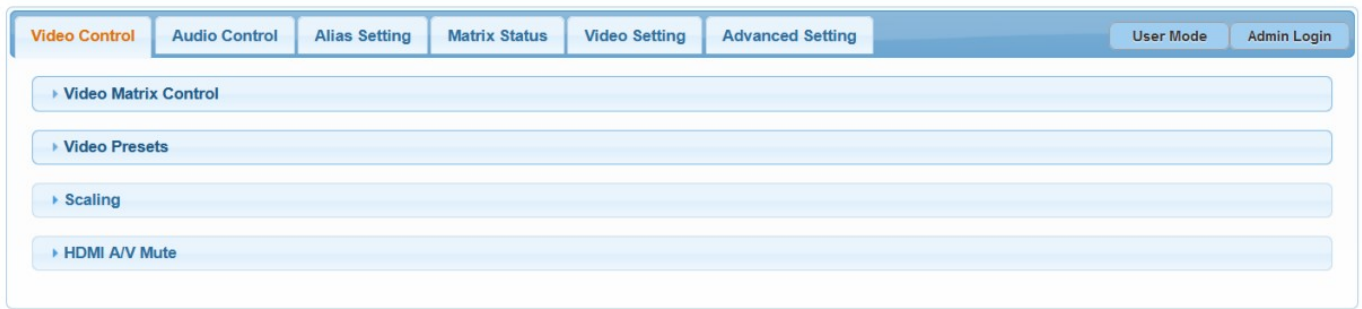 Video Control Audio Control Alias Setting Matrix Status Video Setting Advanced Setting User Mode Admin Login
Video Matrix Control
Video Presets
Scaling
HDMI A/V Mute